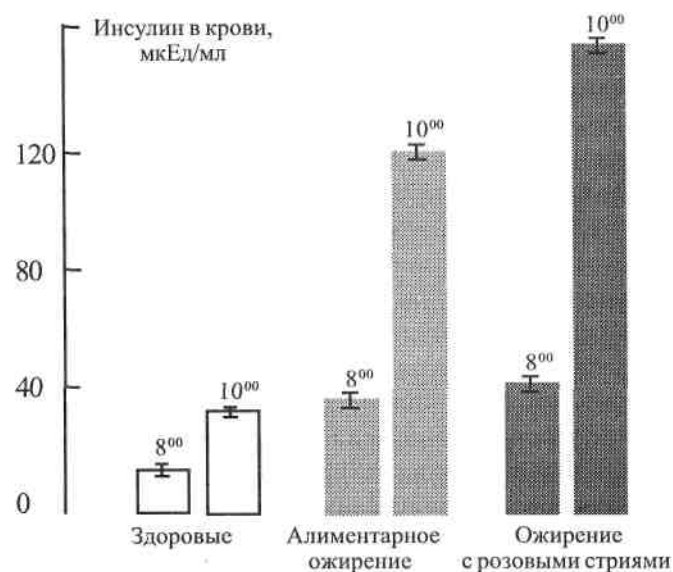 Инсулин в крови,
мкЕд/мл
120
80
40
0
8⁰⁰
10⁰⁰
8⁰⁰
10⁰⁰
8⁰⁰
10⁰⁰
Здоровые
Алиментарное
ожирение
Ожирение
с розовыми стриями